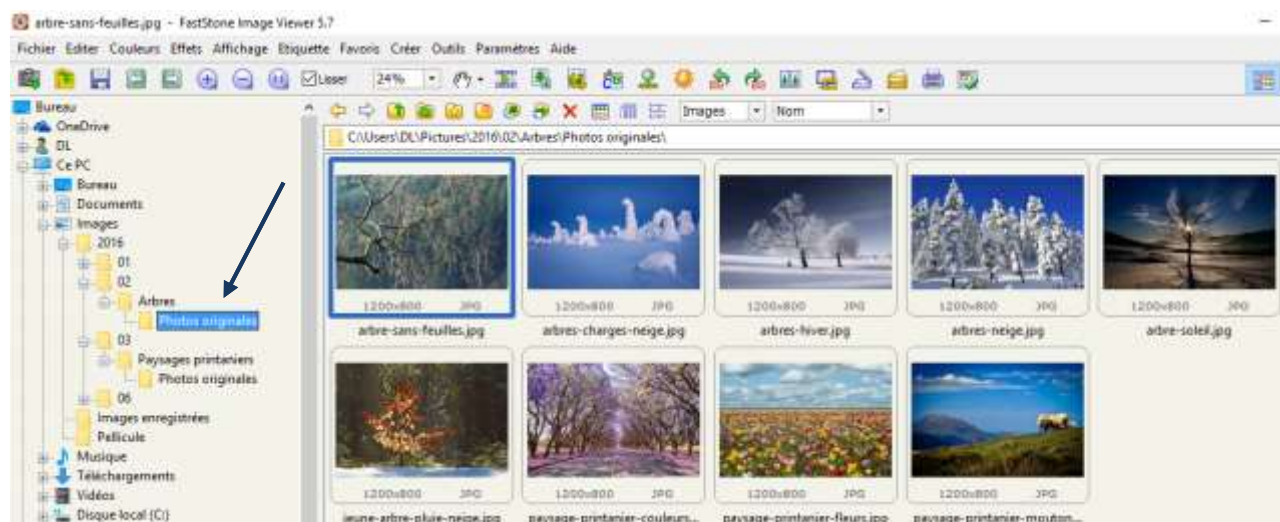 arbre-sans-feuilles.jpg - FastStone Image Viewer 5.7
Fichier Editer Couleurs Effets Affichage Etiquette Favoris Créer Outils Paramètres Aide
Lisser 24%
Images Nom
C:\Users\DL\Pictures\2016\02\Arbres\Photos originales\
Bureau
OneDrive
DL
Ce PC
Bureau
Documents
Images
2016
01
02
Arbres
Photos originales
03
Paysages printaniers
Photos originales
06
Images enregistrées
Pellicule
Musique
Téléchargements
Vidéos
Disque local (C:)
1200x800 JPG 1200x800 JPG 1200x800 JPG 1200x800 JPG 1200x800 JPG
arbre-sans-feuilles.jpg arbres-charges-neige.jpg arbres-hiver.jpg arbres-neige.jpg arbre-soleil.jpg
1200x800 JPG 1200x800 JPG 1200x800 JPG 1200x800 JPG
jeune-arbre-pluie-neige.jpg paysage-printanier-couleurs... paysage-printanier-fleurs.jpg paysage-printanier-mouton...